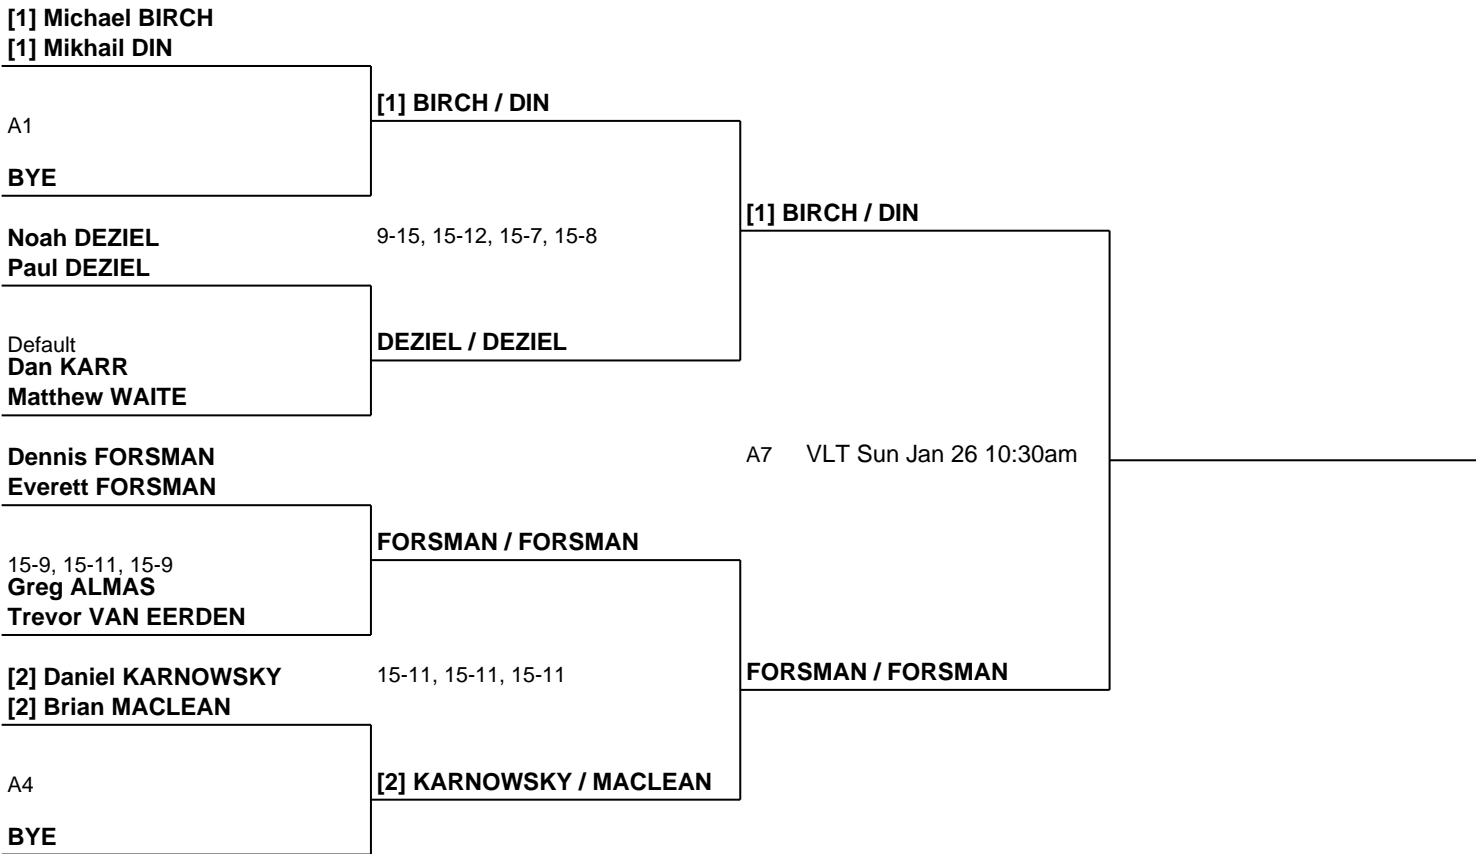 [1] Michael BIRCH
[1] Mikhail DIN
[1] BIRCH / DIN
A1
BYE
[1] BIRCH / DIN
Noah DEZIEL
Paul DEZIEL
9-15, 15-12, 15-7, 15-8
Default
DEZIEL / DEZIEL
Dan KARR
Matthew WAITE
A7 VLT Sun Jan 26 10:30am
Dennis FORSMAN
Everett FORSMAN
FORSMAN / FORSMAN
15-9, 15-11, 15-9
Greg ALMAS
Trevor VAN EERDEN
[2] Daniel KARNOWSKY
[2] Brian MACLEAN
15-11, 15-11, 15-11
FORSMAN / FORSMAN
A4
[2] KARNOWSKY / MACLEAN
BYE